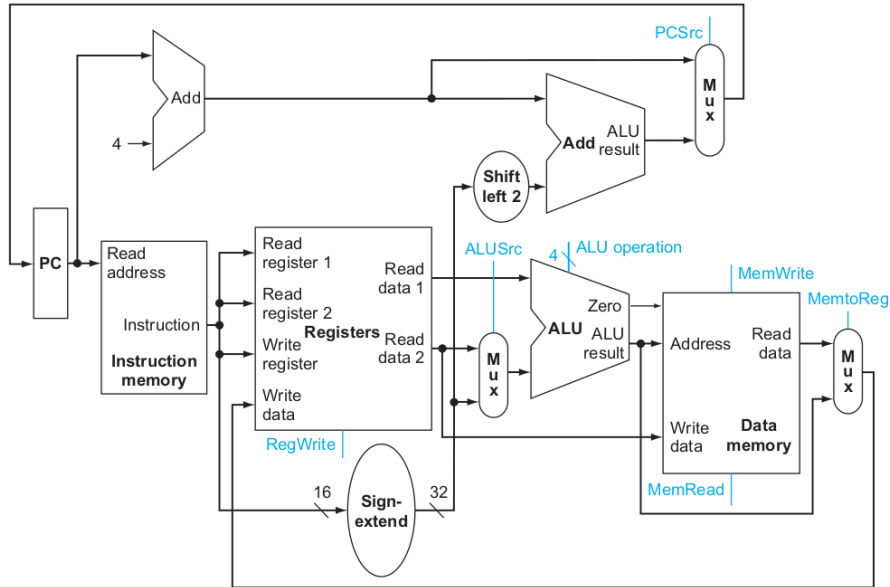 PCSrc
Add
4
M
u
x
Add
ALU
result
Shift
left 2
PC
Read
address
Instruction
Instruction
memory
Read
register 1
Read
register 2
Write
register
Write
data
Registers
Read
data 1
Read
data 2
RegWrite
ALUSrc
M
u
x
4
ALU operation
Zero
ALU
ALU
result
MemWrite
Address
Read
data
Write
data
Data
memory
MemRead
MemtoReg
M
u
x
16
Sign-
extend
32